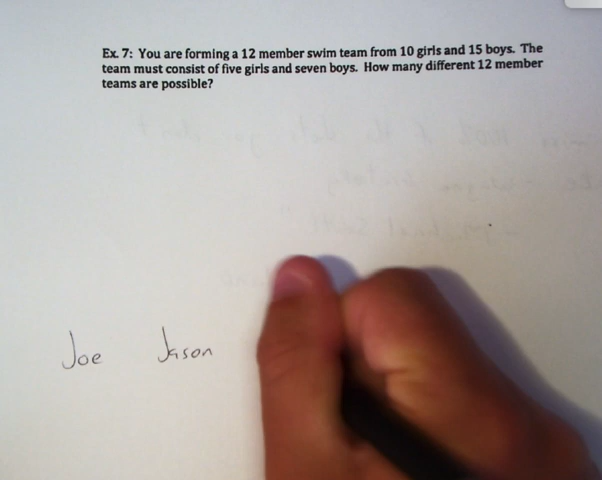 Ex. 7: You are forming a 12 member swim team from 10 girls and 15 boys. The
team must consist of five girls and seven boys. How many different 12 member
teams are possible?
Joe Jason